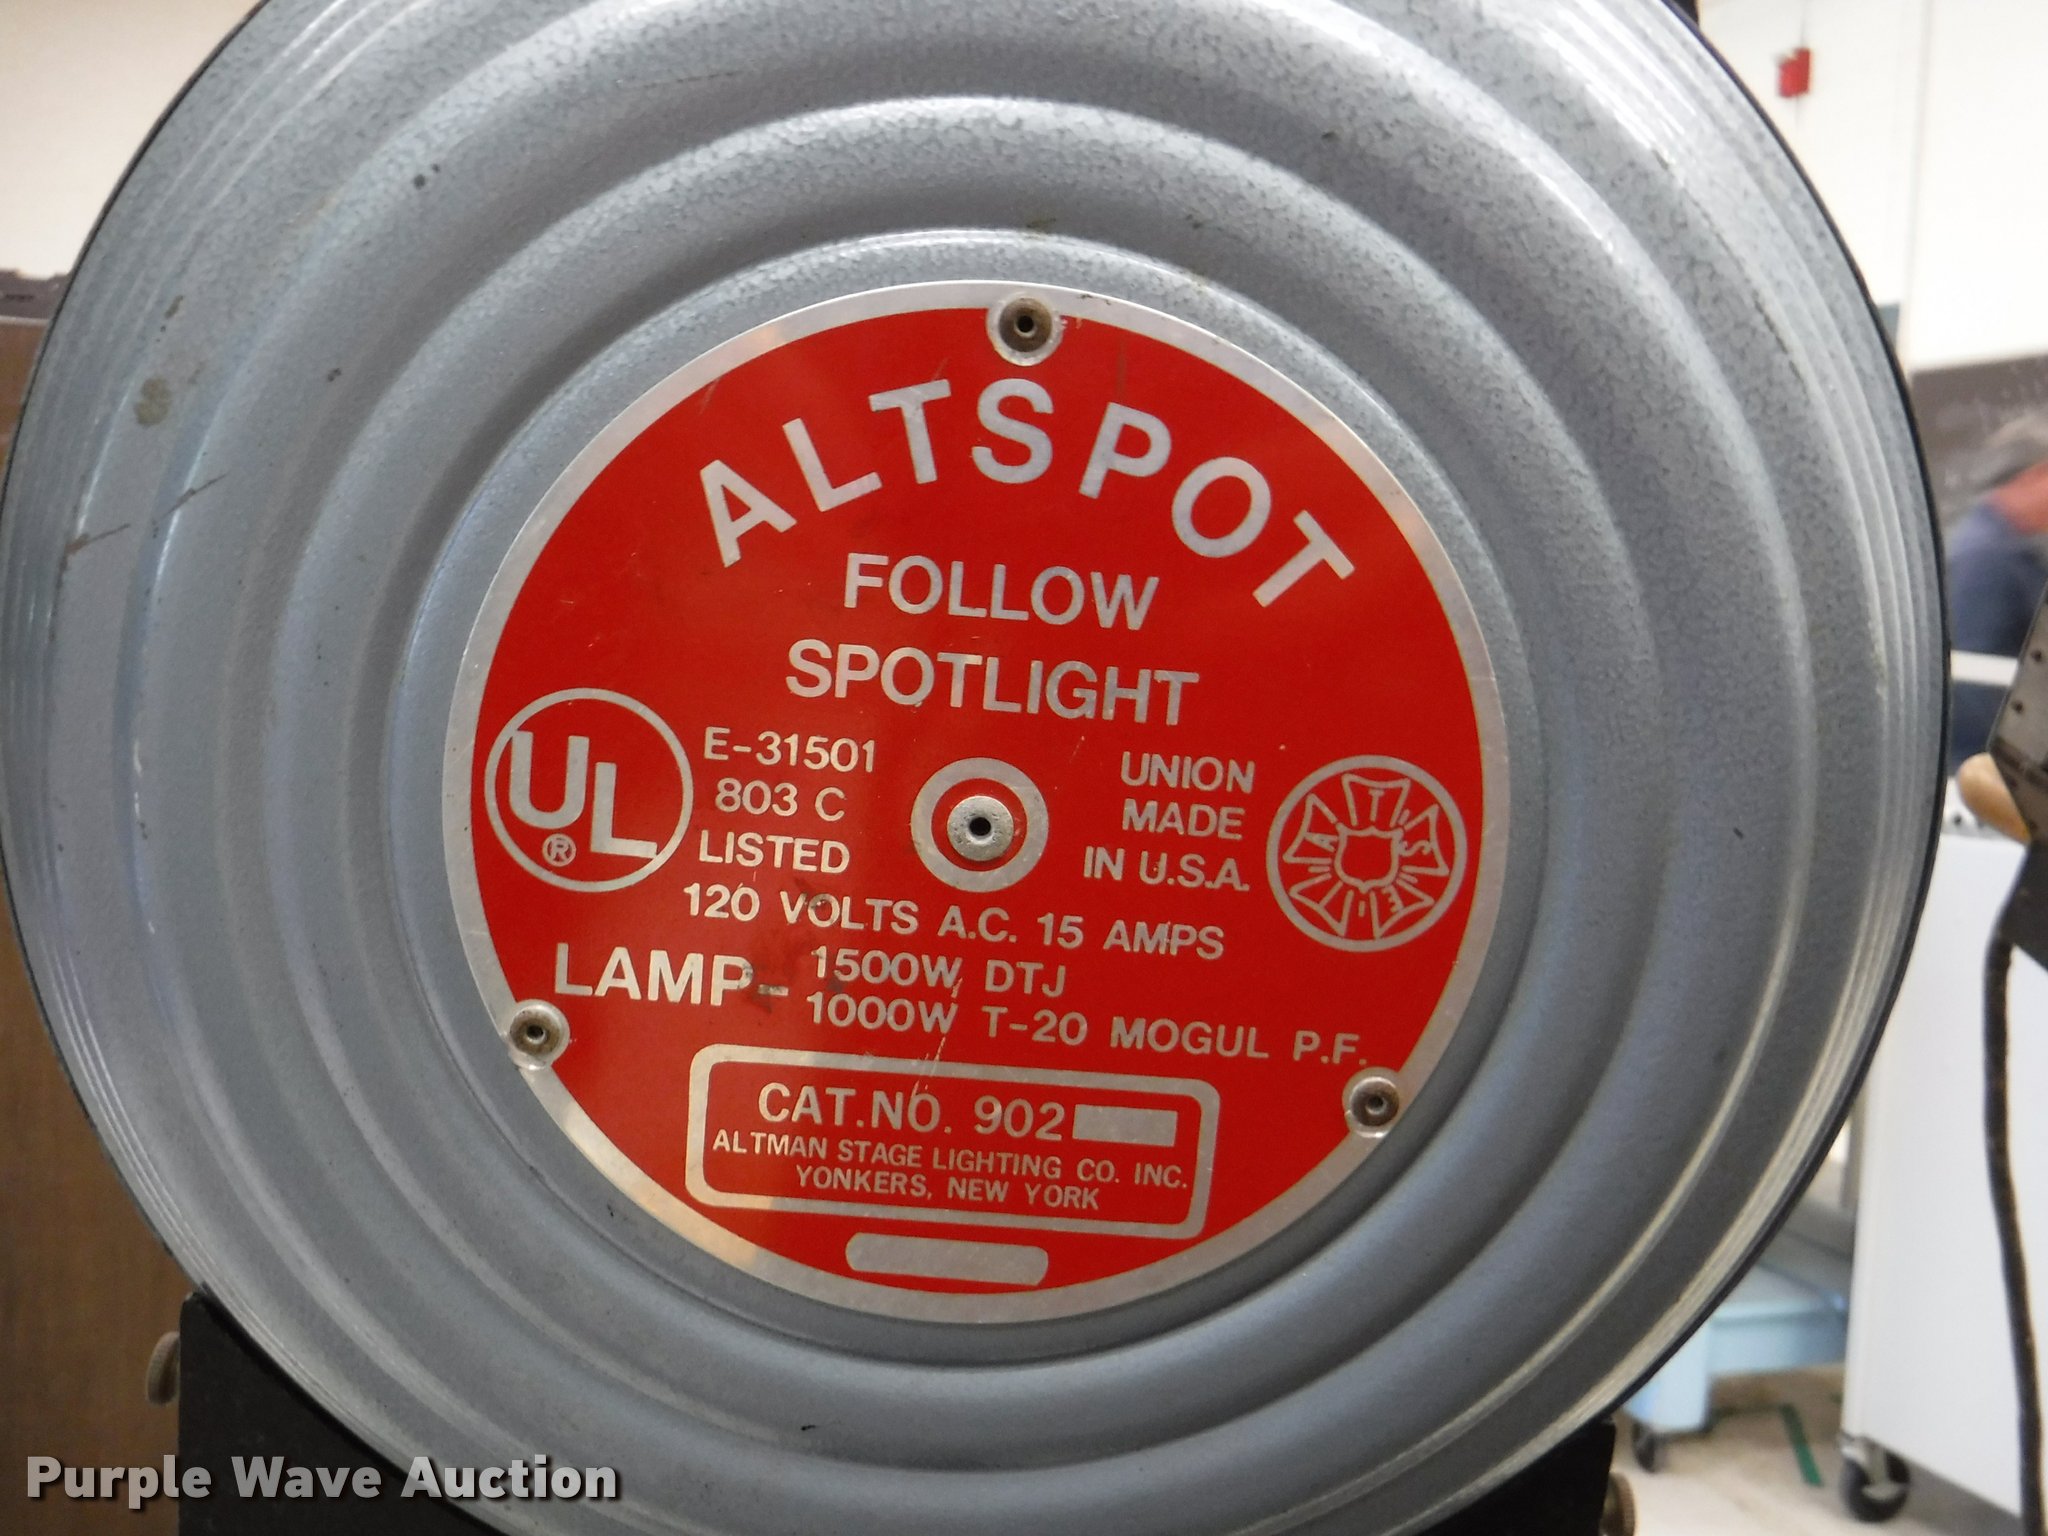 ALTSPOT
FOLLOW
SPOTLIGHT
UL
®
E-31501
803 C
LISTED
UNION
MADE
IN U.S.A.
I.A.T.S.E
120 VOLTS A.C. 15 AMPS
LAMP- 1500W, DTJ
1000W T-20 MOGUL P.F.
CAT.NO. 902
ALTMAN STAGE LIGHTING CO. INC.
YONKERS, NEW YORK
Purple Wave Auction